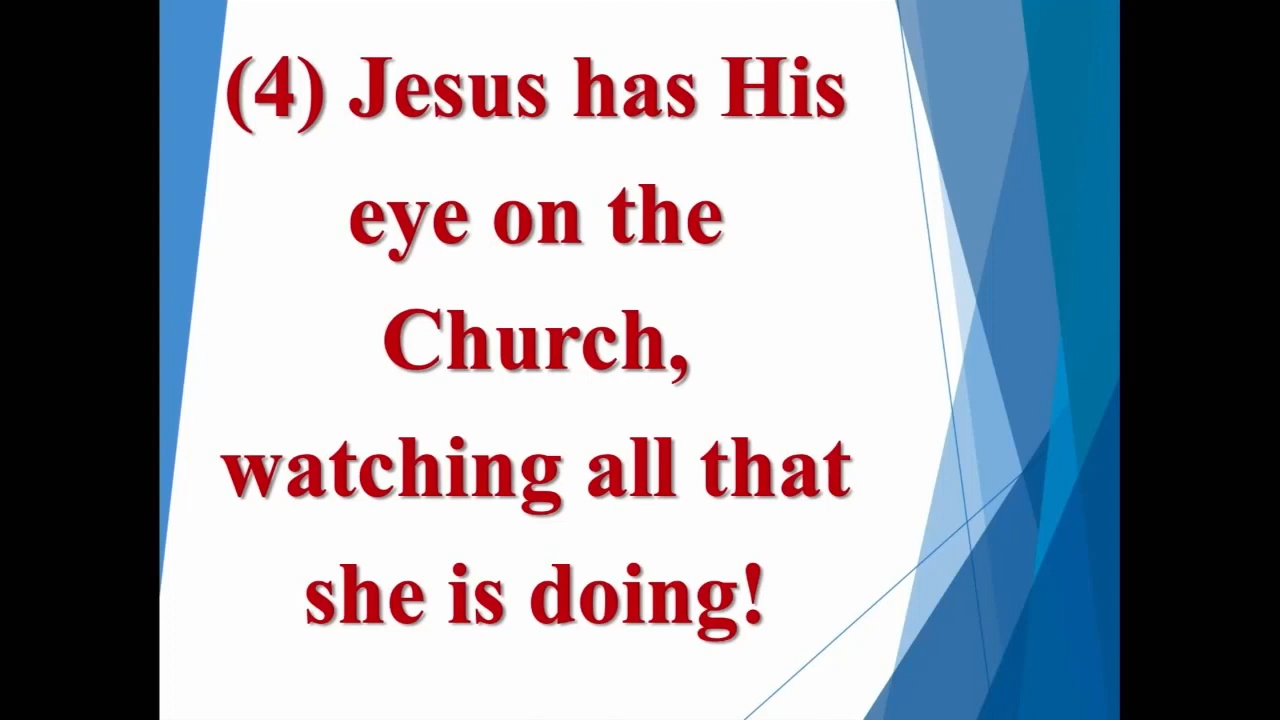 (4) Jesus has His
eye on the
Church,
watching all that
she is doing!